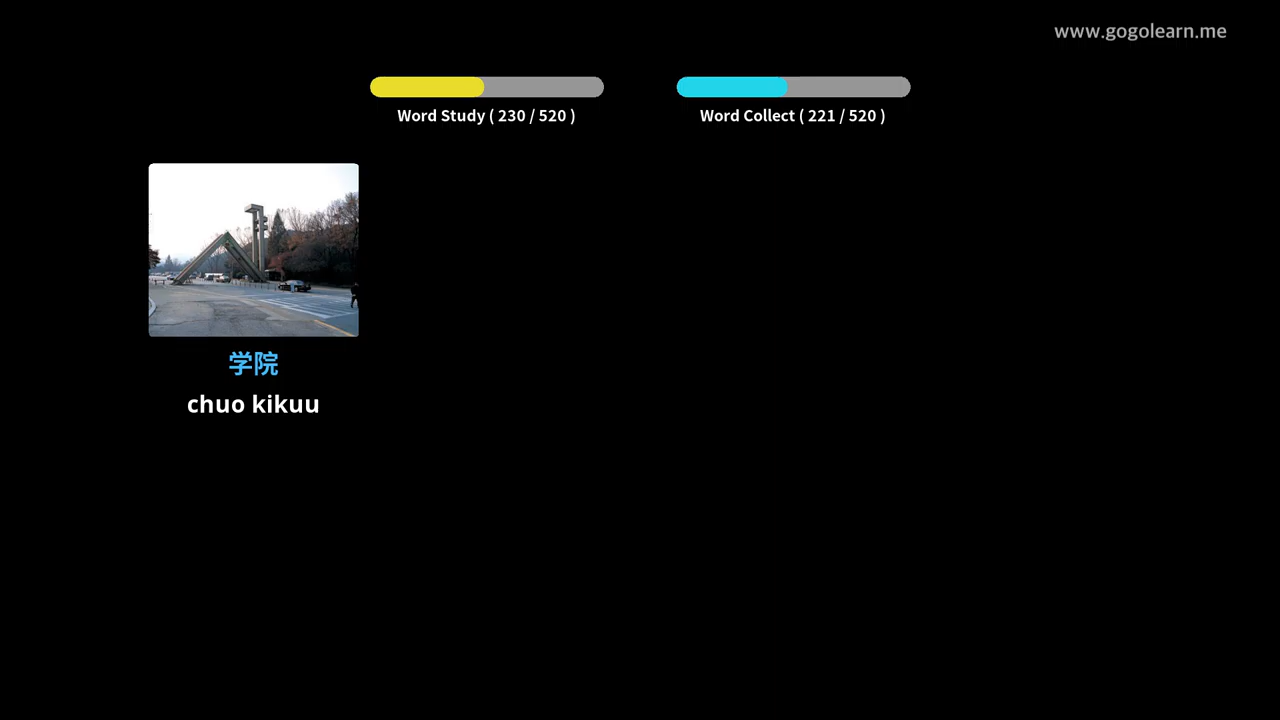 www.gogolearn.me
Word Study ( 230 / 520 )
Word Collect ( 221 / 520 )
学院
chuo kikuu